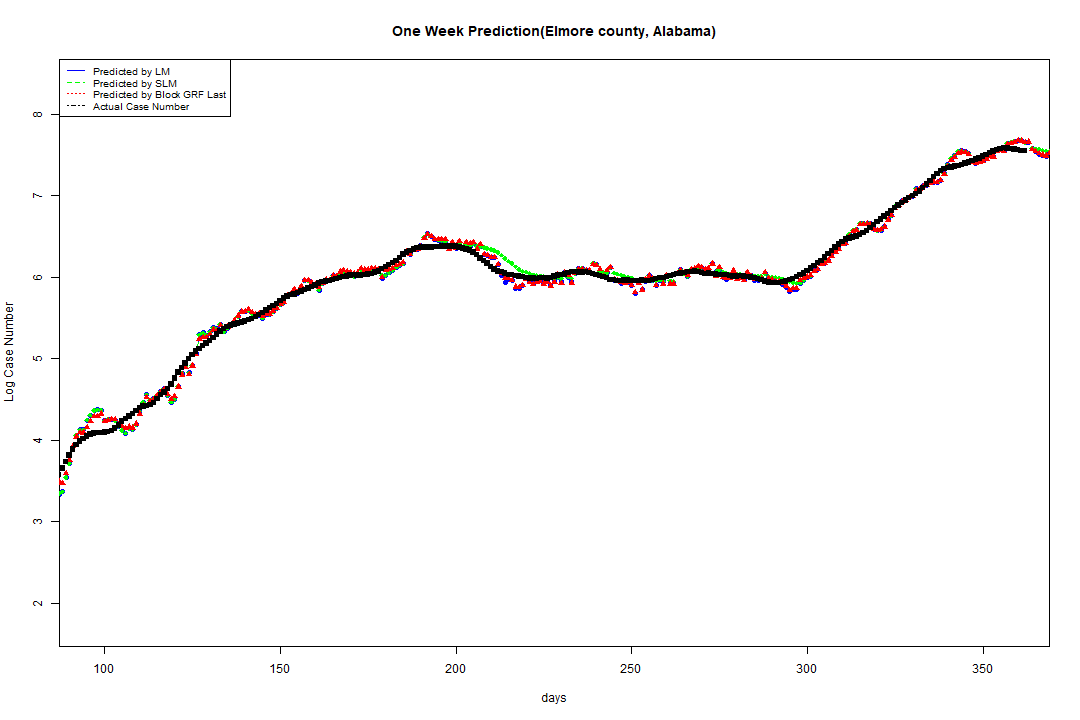 One Week Prediction(Elmore county, Alabama)
Predicted by LM
Predicted by SLM
Predicted by Block GRF Last
Actual Case Number
8
7
6
5
4
3
2
Log Case Number
100 150 200 250 300 350
days